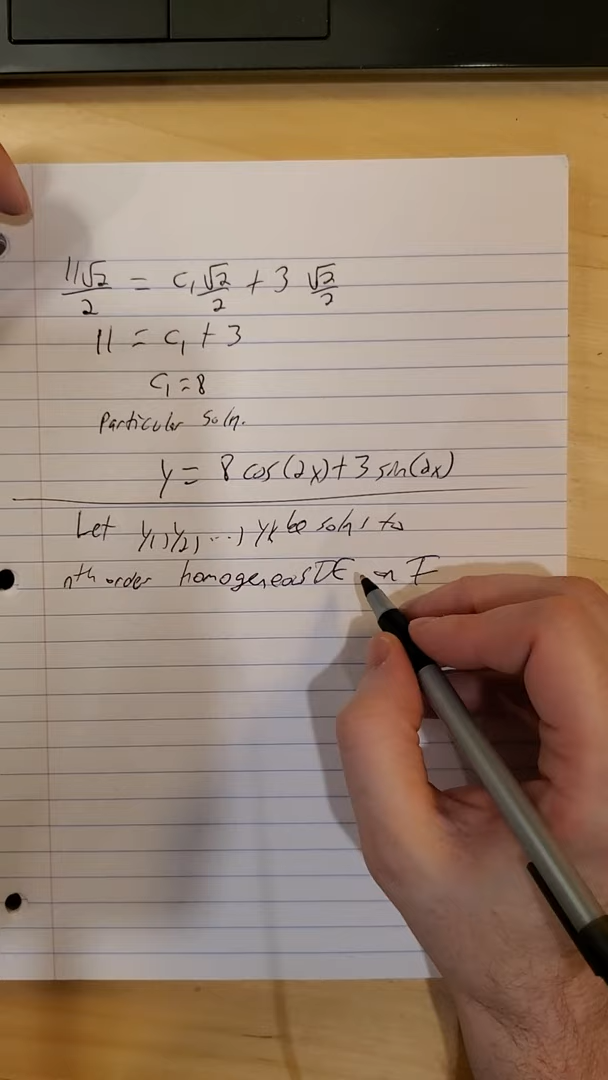 11√2/2 = c₁ √2/2 + 3 √2/2
11 = c₁ + 3
c₁ = 8
Particular Soln.
y = 8 cos(2x) + 3 sin(2x)
Let y₁, y₂, ..., yk be solns to
nth order homogeneous DE on I